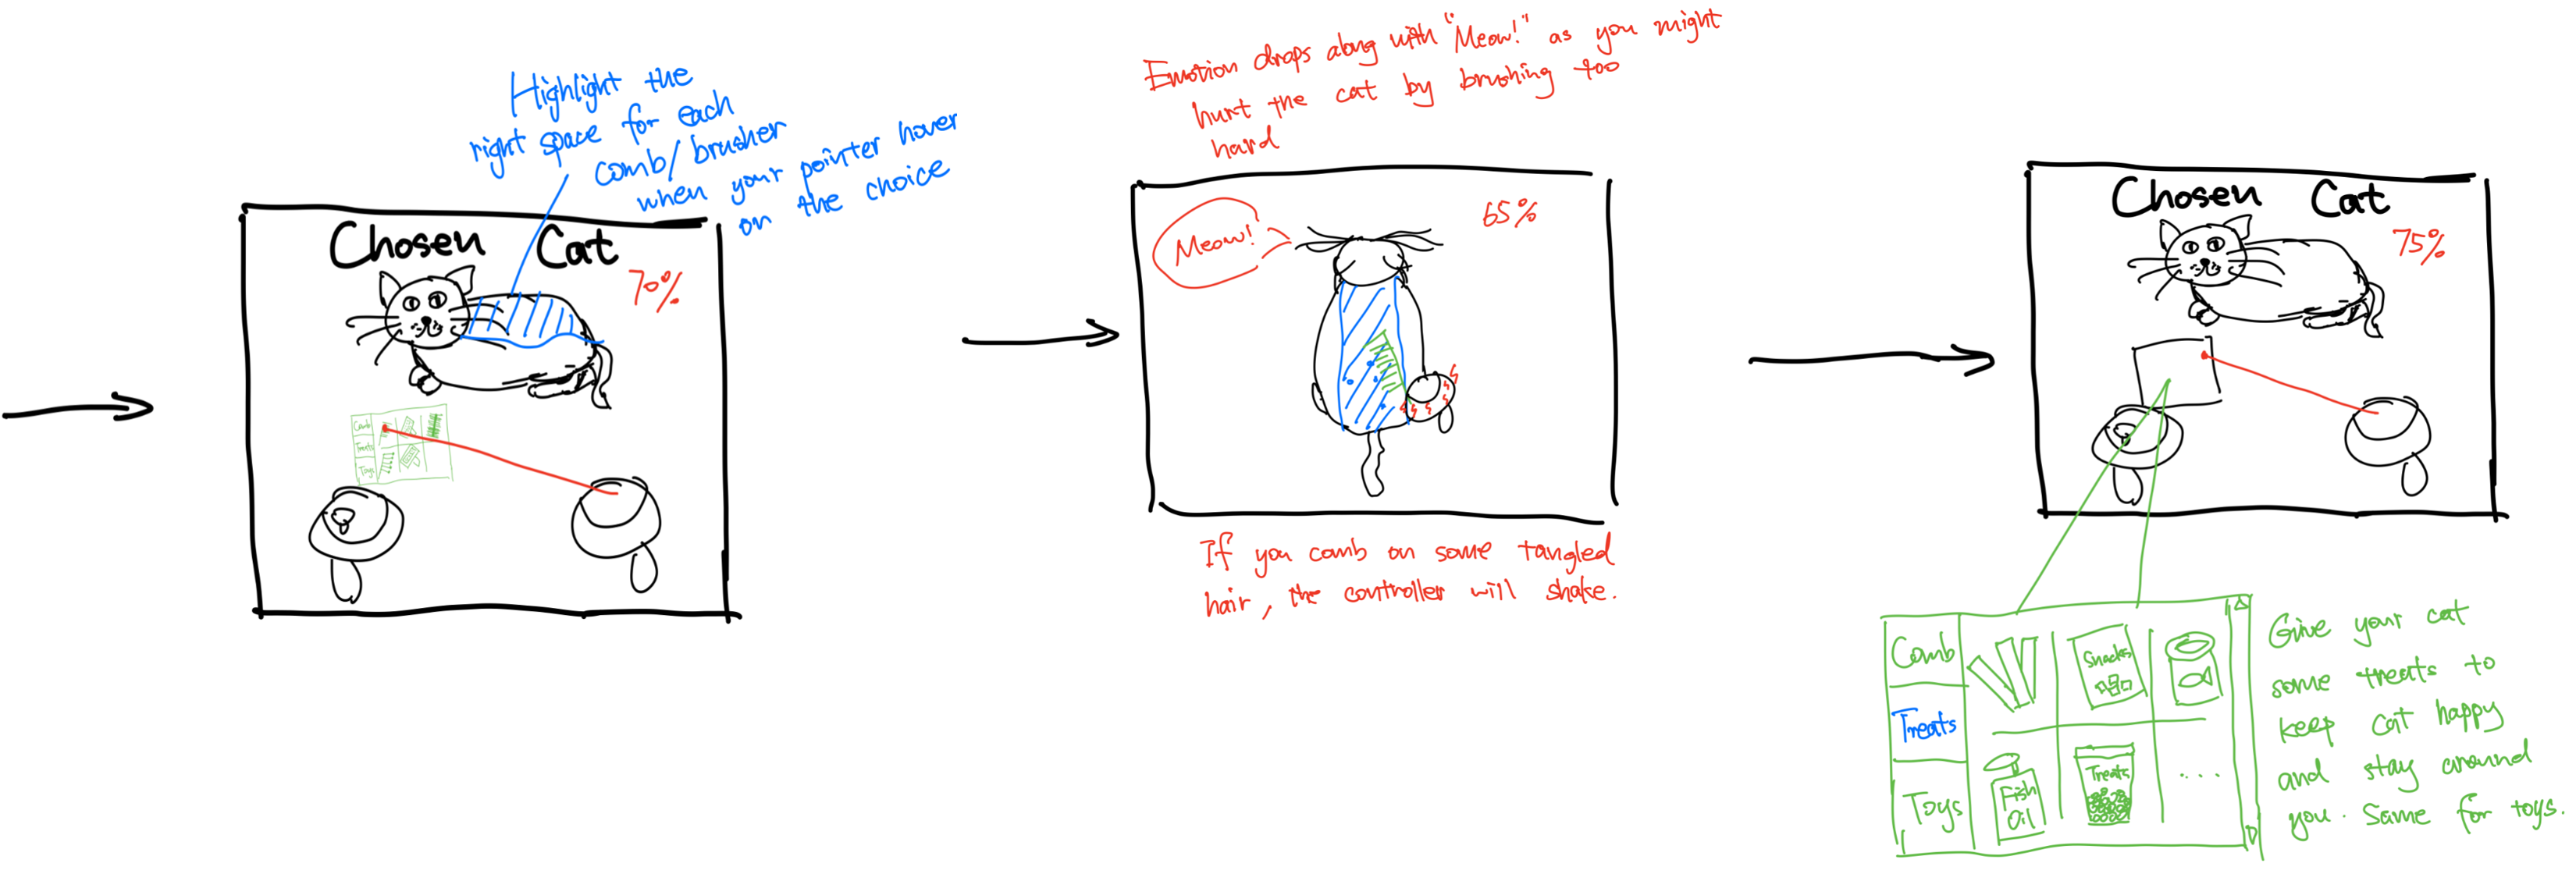 Highlight the
right space for each
comb/brusher
when your pointer hover
on the choice
Chosen Cat
70%
Comb
Treats
Toys
Emotion drops along with "Meow!" as you might
hurt the cat by brushing too
hard
Meow!
65%
If you comb on some tangled
hair, the controller will shake.
Chosen Cat
75%
Comb
Treats
Toys
Snacks
Fish
Oil
Treats
....
Give your cat
some treats to
keep cat happy
and stay around
you. Same for toys.